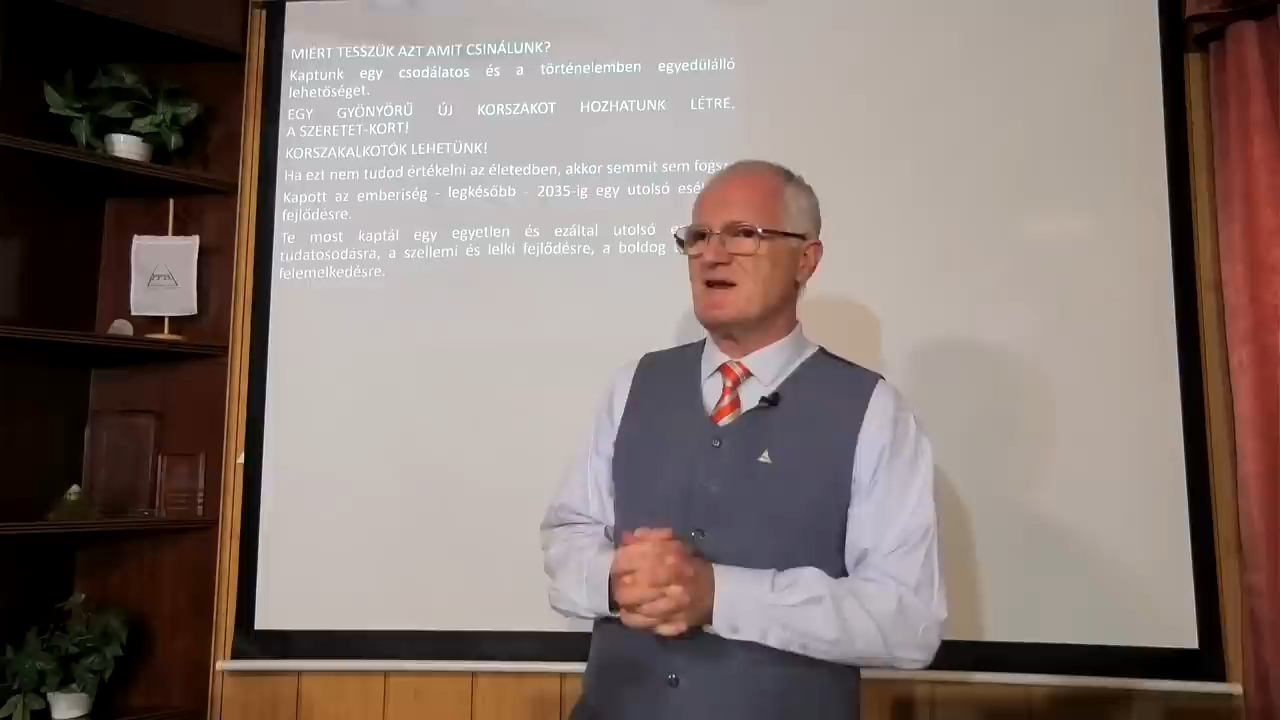 MIÉRT TESSZÜK AZT AMIT CSINÁLUNK?
Kaptunk egy csodálatos és a történelemben egyedülálló
lehetőséget.
EGY GYÖNYÖRŰ ÚJ KORSZAKOT HOZHATUNK LÉTRE,
A SZERETET-KORT!
KORSZAKALKOTÓK LEHETÜNK!
Ha ezt nem tudod értékelni az életedben, akkor semmit sem
Kapott az emberiség - legkésőbb - 2035-ig egy utolsó
fejlődésre.
Te most kaptál egy egyetlen és ezáltal utolsó
tudatosodásra, a szellemi és lelki fejlődésre, a boldog
felemelkedésre.